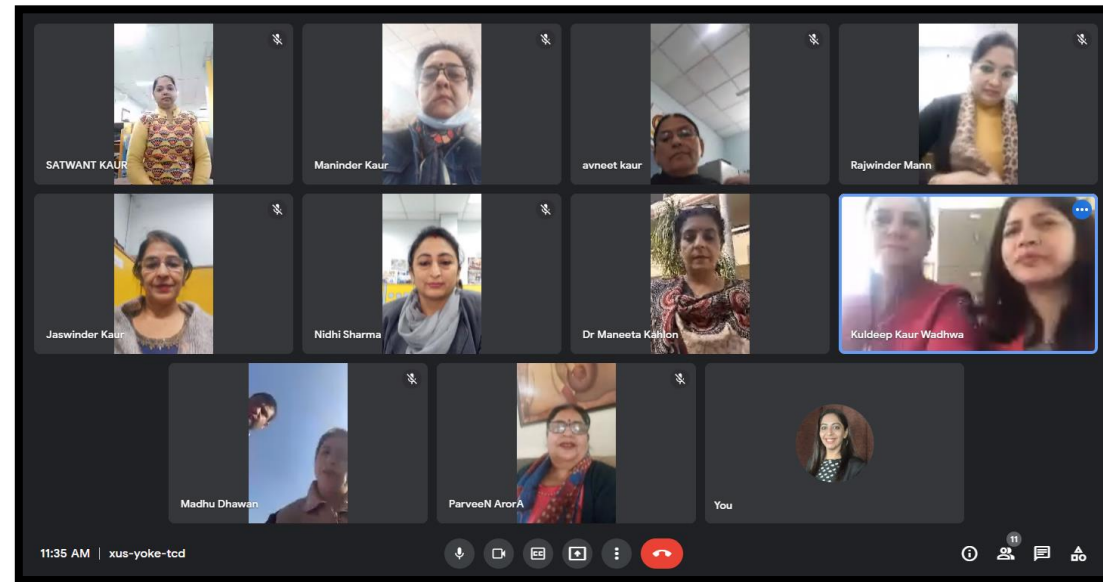 SATWANT KAUR
Maninder Kaur
avneet kaur
Rajwinder Mann
Jaswinder Kaur
Nidhi Sharma
Dr Maneeta Kahlon
Kuldeep Kaur Wadhwa
Madhu Dhawan
ParveeN ArorA
You
11:35 AM | xus-yoke-tcd
CC
11